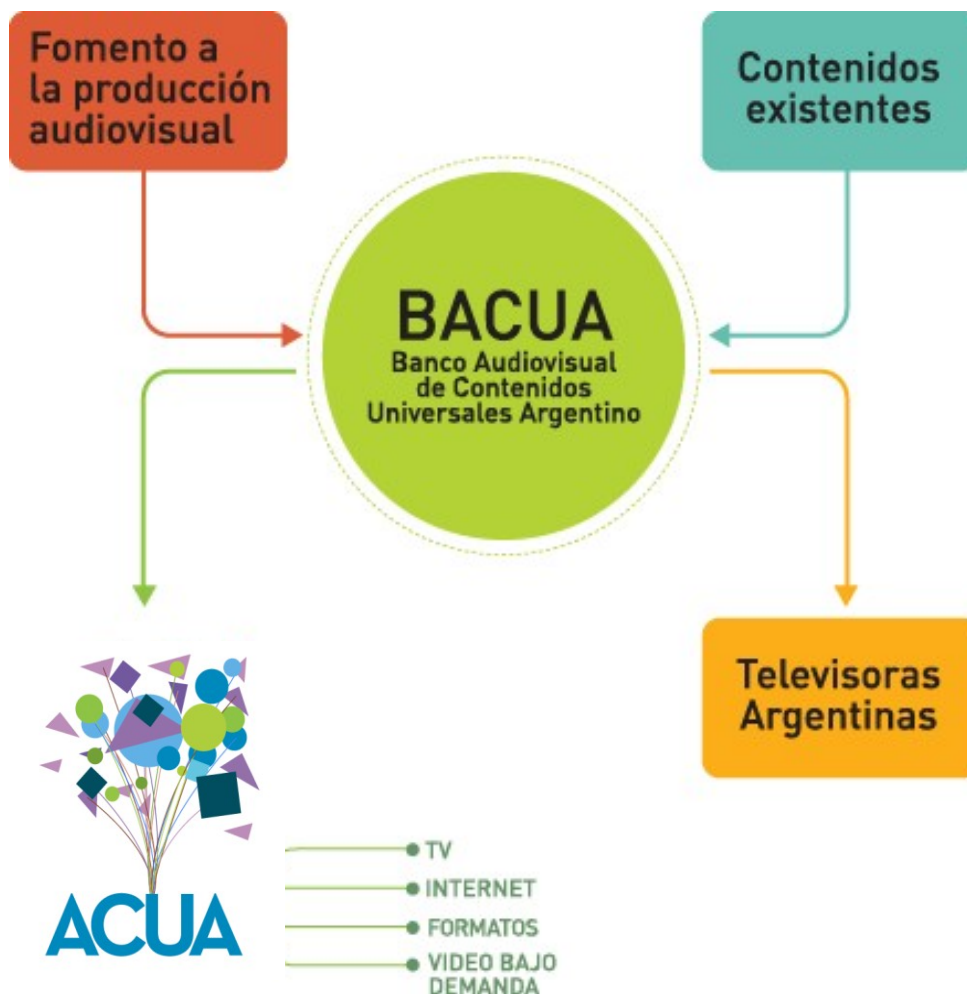 Fomento a
la producción
audiovisual
Contenidos
existentes
BACUA
Banco Audiovisual
de Contenidos
Universales Argentino
Televisoras
Argentinas
ACUA
TV
INTERNET
FORMATOS
VIDEO BAJO
DEMANDA